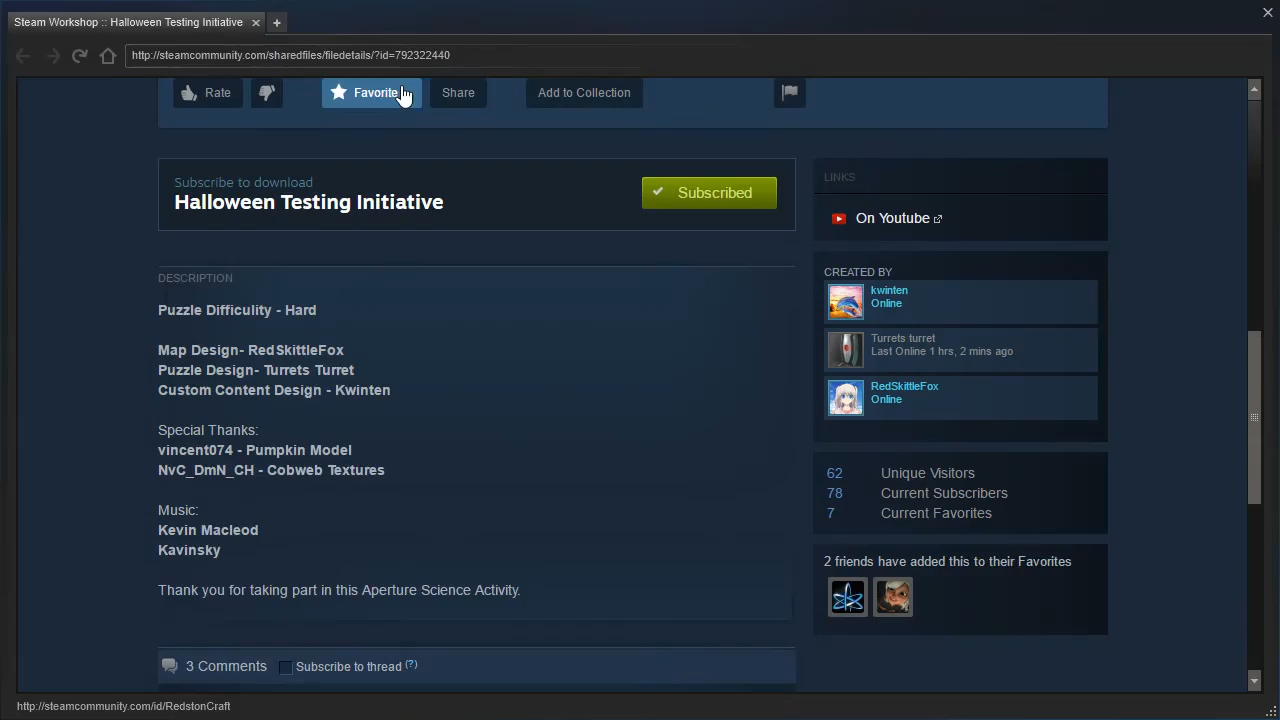 Steam Workshop :: Halloween Testing Initiative
http://steamcommunity.com/sharedfiles/filedetails/?id=792322440
Rate
Favorite
Share
Add to Collection
Subscribe to download
Halloween Testing Initiative
Subscribed
DESCRIPTION
Puzzle Difficulity - Hard
Map Design- RedSkittleFox
Puzzle Design- Turrets Turret
Custom Content Design - Kwinten
Special Thanks:
vincent074 - Pumpkin Model
NvC_DmN_CH - Cobweb Textures
Music:
Kevin Macleod
Kavinsky
Thank you for taking part in this Aperture Science Activity.
3 Comments Subscribe to thread (?)
LINKS
On Youtube
CREATED BY
kwinten
Online
Turrets turret
Last Online 1 hrs, 2 mins ago
RedSkittleFox
Online
62 Unique Visitors
78 Current Subscribers
7 Current Favorites
2 friends have added this to their Favorites
http://steamcommunity.com/id/RedstonCraft